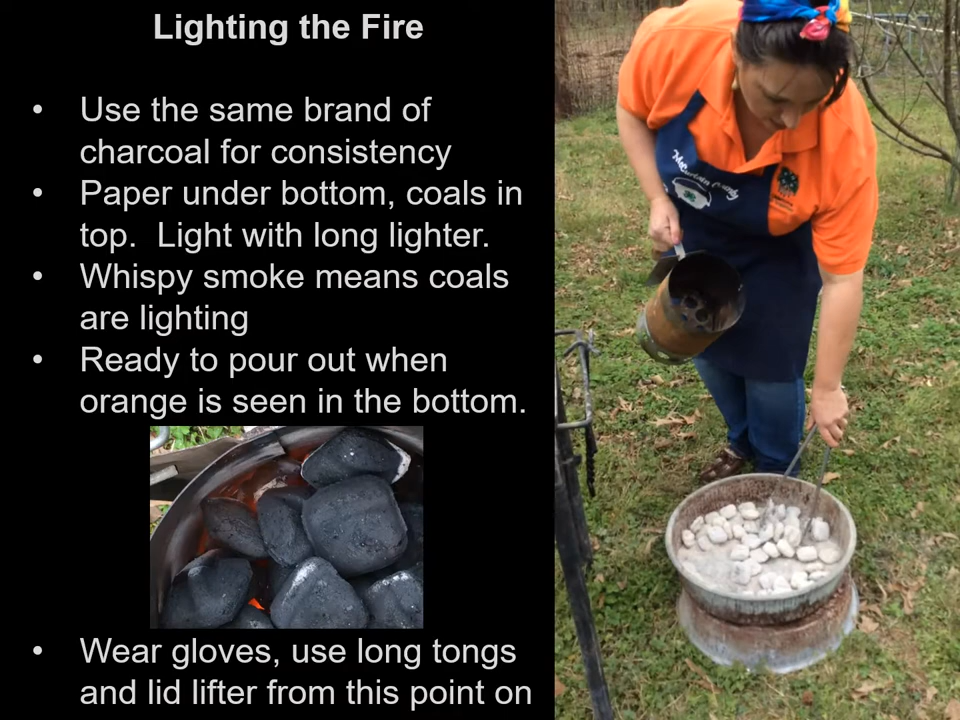 Lighting the Fire
• Use the same brand of
charcoal for consistency
• Paper under bottom, coals in
top.  Light with long lighter.
• Whispy smoke means coals
are lighting
• Ready to pour out when
orange is seen in the bottom.
• Wear gloves, use long tongs
and lid lifter from this point on
McCurtain County